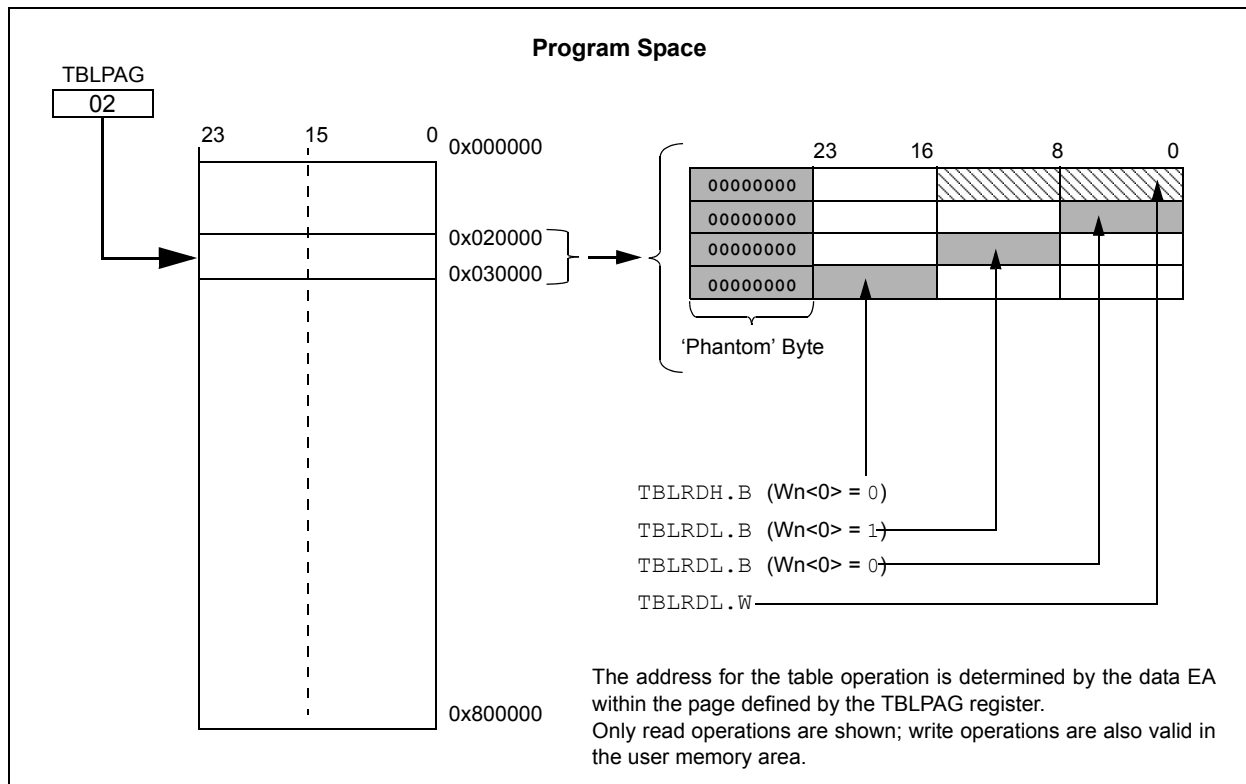 Program Space
TBLPAG
02
23 15 0
0x000000
0x020000
0x030000
0x800000
23 16 8 0
00000000
00000000
00000000
00000000
‘Phantom’ Byte
TBLRDH.B (Wn<0> = 0)
TBLRDL.B (Wn<0> = 1)
TBLRDL.B (Wn<0> = 0)
TBLRDL.W
The address for the table operation is determined by the data EA
within the page defined by the TBLPAG register.
Only read operations are shown; write operations are also valid in
the user memory area.